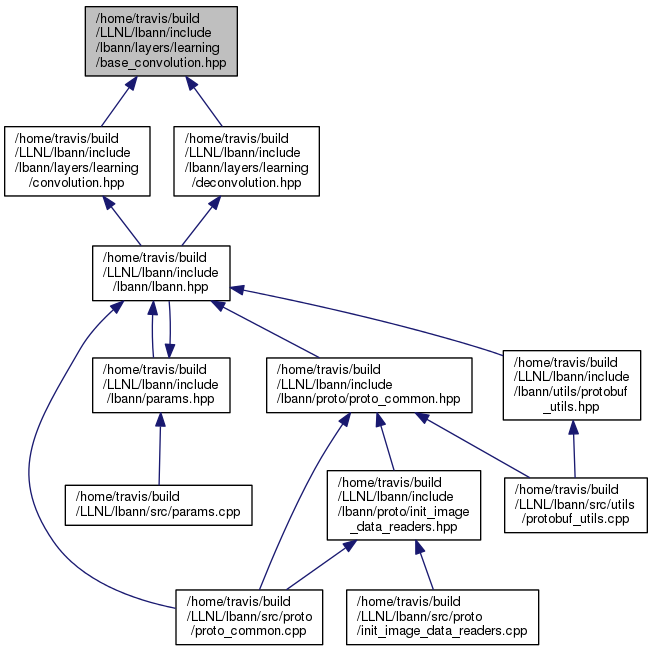 /home/travis/build
/LLNL/lbann/include
/lbann/layers/learning
/base_convolution.hpp
/home/travis/build
/LLNL/lbann/include
/lbann/layers/learning
/convolution.hpp
/home/travis/build
/LLNL/lbann/include
/lbann/layers/learning
/deconvolution.hpp
/home/travis/build
/LLNL/lbann/include
/lbann/lbann.hpp
/home/travis/build
/LLNL/lbann/include
/lbann/params.hpp
/home/travis/build
/LLNL/lbann/include
/lbann/proto/proto_common.hpp
/home/travis/build
/LLNL/lbann/include
/lbann/utils/protobuf
_utils.hpp
/home/travis/build
/LLNL/lbann/src/params.cpp
/home/travis/build
/LLNL/lbann/include
/lbann/proto/init_image
_data_readers.hpp
/home/travis/build
/LLNL/lbann/src/utils
/protobuf_utils.cpp
/home/travis/build
/LLNL/lbann/src/proto
/proto_common.cpp
/home/travis/build
/LLNL/lbann/src/proto
/init_image_data_readers.cpp